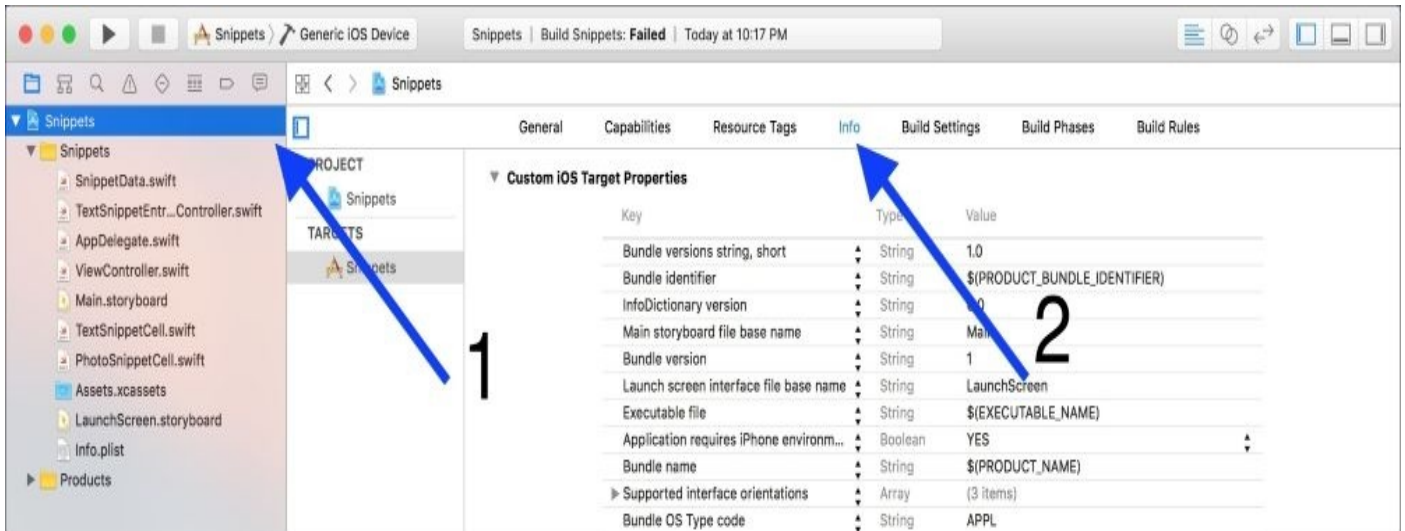 Snippets Generic iOS Device Snippets | Build Snippets: Failed | Today at 10:17 PM
Snippets
Snippets
Snippets
SnippetData.swift
TextSnippetEntr...Controller.swift
AppDelegate.swift
ViewController.swift
Main.storyboard
TextSnippetCell.swift
PhotoSnippetCell.swift
Assets.xcassets
LaunchScreen.storyboard
Info.plist
Products
General Capabilities Resource Tags Info Build Settings Build Phases Build Rules
ROJECT
Snippets
TARGETS
Snippets
1
Custom iOS Target Properties
Key Type Value
Bundle versions string, short String 1.0
Bundle identifier String $(PRODUCT_BUNDLE_IDENTIFIER)
InfoDictionary version String
Main storyboard file base name String Main
Bundle version String 1
Launch screen interface file base name String LaunchScreen
Executable file String $(EXECUTABLE_NAME)
Application requires iPhone environm... Boolean YES
Bundle name String $(PRODUCT_NAME)
Supported interface orientations Array (3 items)
Bundle OS Type code String APPL
2